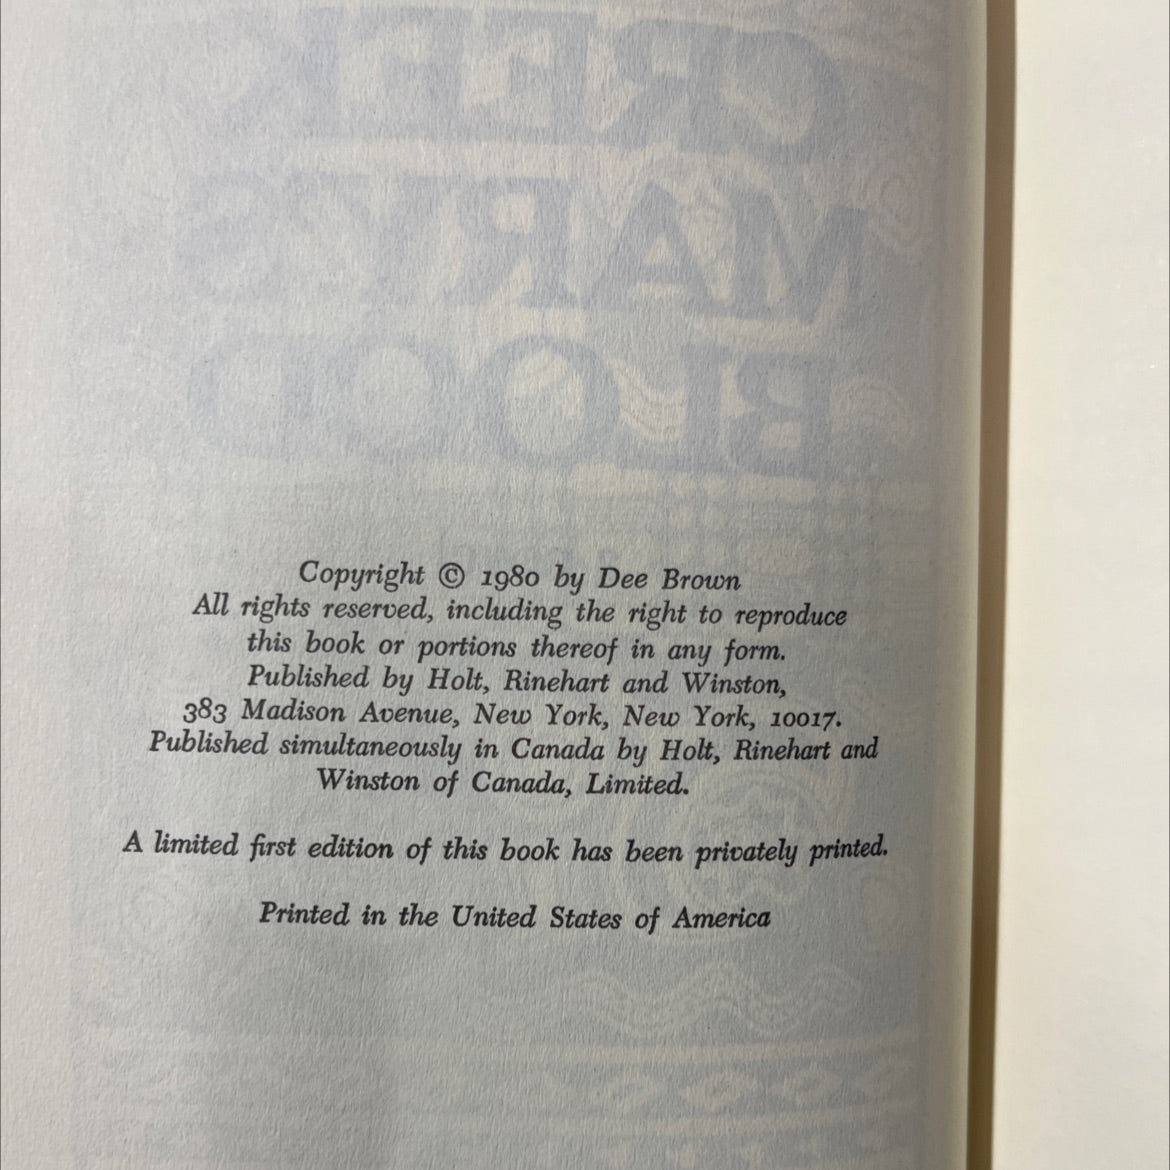 CREEK
MARY'S
BLOOD
Copyright © 1980 by Dee Brown
All rights reserved, including the right to reproduce
this book or portions thereof in any form.
Published by Holt, Rinehart and Winston,
383 Madison Avenue, New York, New York, 10017.
Published simultaneously in Canada by Holt, Rinehart and
Winston of Canada, Limited.
A limited first edition of this book has been privately printed.
Printed in the United States of America